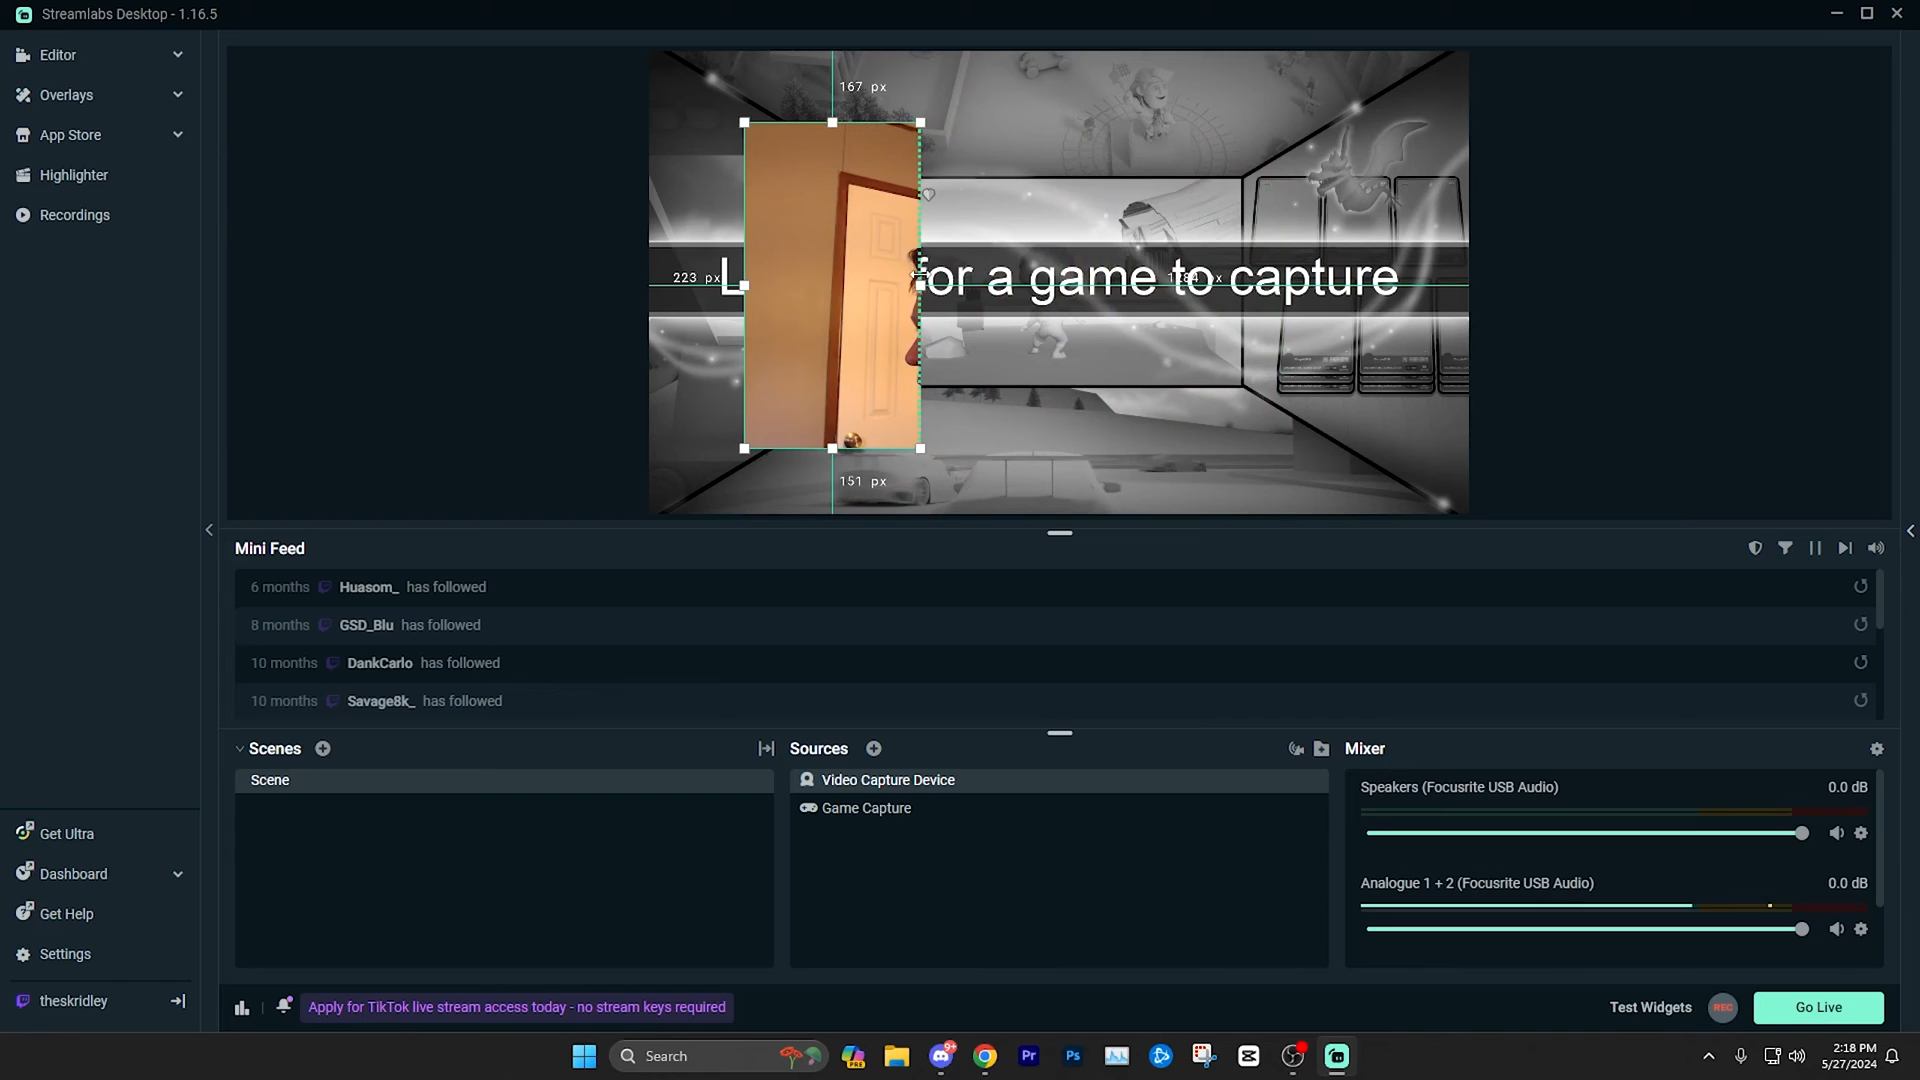 Streamlabs Desktop - 1.16.5
Editor
Overlays
App Store
Highlighter
Recordings
167 px
223 px
L for a game to capture
151 px
Mini Feed
6 months Huasom_ has followed
8 months GSD_Blu has followed
10 months DankCarlo has followed
10 months Savage8k_ has followed
Scenes
Scene
Sources
Video Capture Device
Game Capture
Mixer
Speakers (Focusrite USB Audio) 0.0 dB
Analogue 1 + 2 (Focusrite USB Audio) 0.0 dB
Get Ultra
Dashboard
Get Help
Settings
theskridley
Apply for TikTok live stream access today - no stream keys required
Test Widgets
REC
Go Live
Search
PRE
9+
Pr
Ps
2:18 PM
5/27/2024